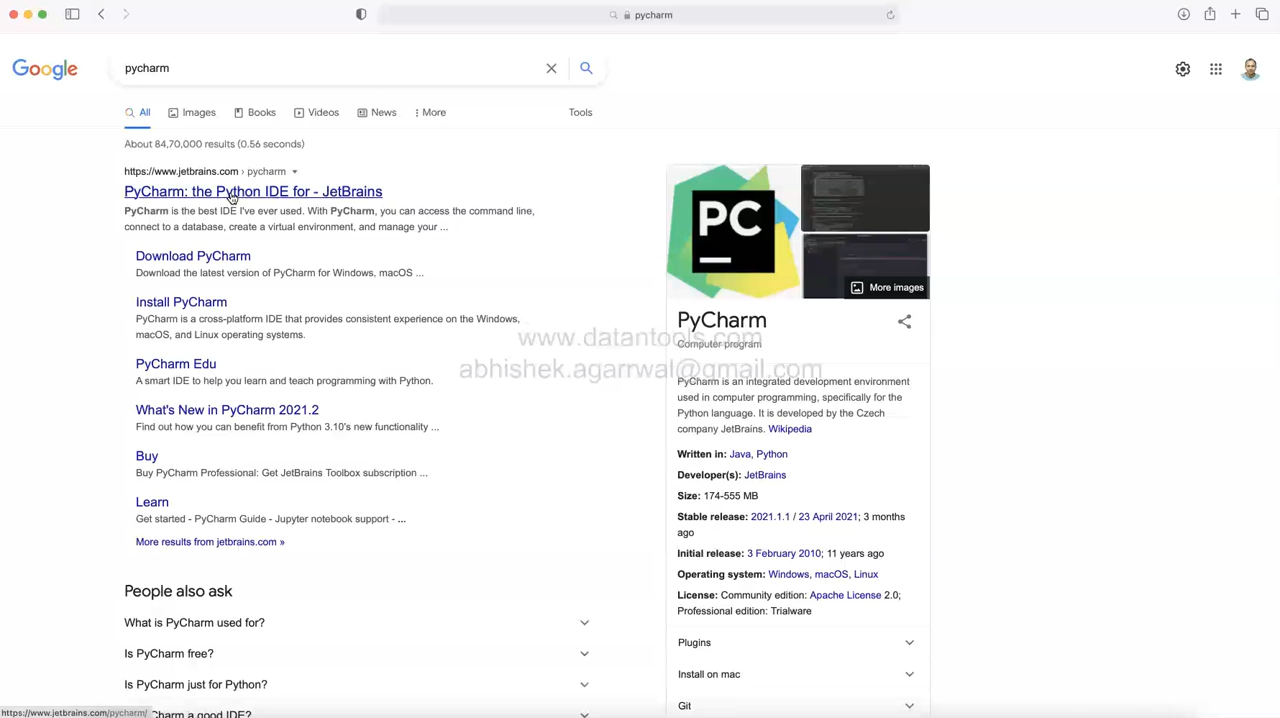 pycharm
Google
pycharm
All
Images
Books
Videos
News
More
Tools
About 84,70,000 results (0.56 seconds)
https://www.jetbrains.com › pycharm
PyCharm: the Python IDE for - JetBrains
PyCharm is the best IDE I've ever used. With PyCharm, you can access the command line,
connect to a database, create a virtual environment, and manage your ...
Download PyCharm
Download the latest version of PyCharm for Windows, macOS ...
Install PyCharm
PyCharm is a cross-platform IDE that provides consistent experience on the Windows,
macOS, and Linux operating systems.
PyCharm Edu
A smart IDE to help you learn and teach programming with Python.
What's New in PyCharm 2021.2
Find out how you can benefit from Python 3.10's new functionality ...
Buy
Buy PyCharm Professional: Get JetBrains Toolbox subscription ...
Learn
Get started - PyCharm Guide - Jupyter notebook support - ...
More results from jetbrains.com »
People also ask
What is PyCharm used for?
Is PyCharm free?
Is PyCharm just for Python?
https://www.jetbrains.com/pycharm/
Charm a good IDE?
PC
More images
PyCharm
Computer program
www.datantools.com
abhishek.agarrwal@gmail.com
PyCharm is an integrated development environment
used in computer programming, specifically for the
Python language. It is developed by the Czech
company JetBrains. Wikipedia
Written in: Java, Python
Developer(s): JetBrains
Size: 174-555 MB
Stable release: 2021.1.1 / 23 April 2021; 3 months
ago
Initial release: 3 February 2010; 11 years ago
Operating system: Windows, macOS, Linux
License: Community edition: Apache License 2.0;
Professional edition: Trialware
Plugins
Install on mac
Git